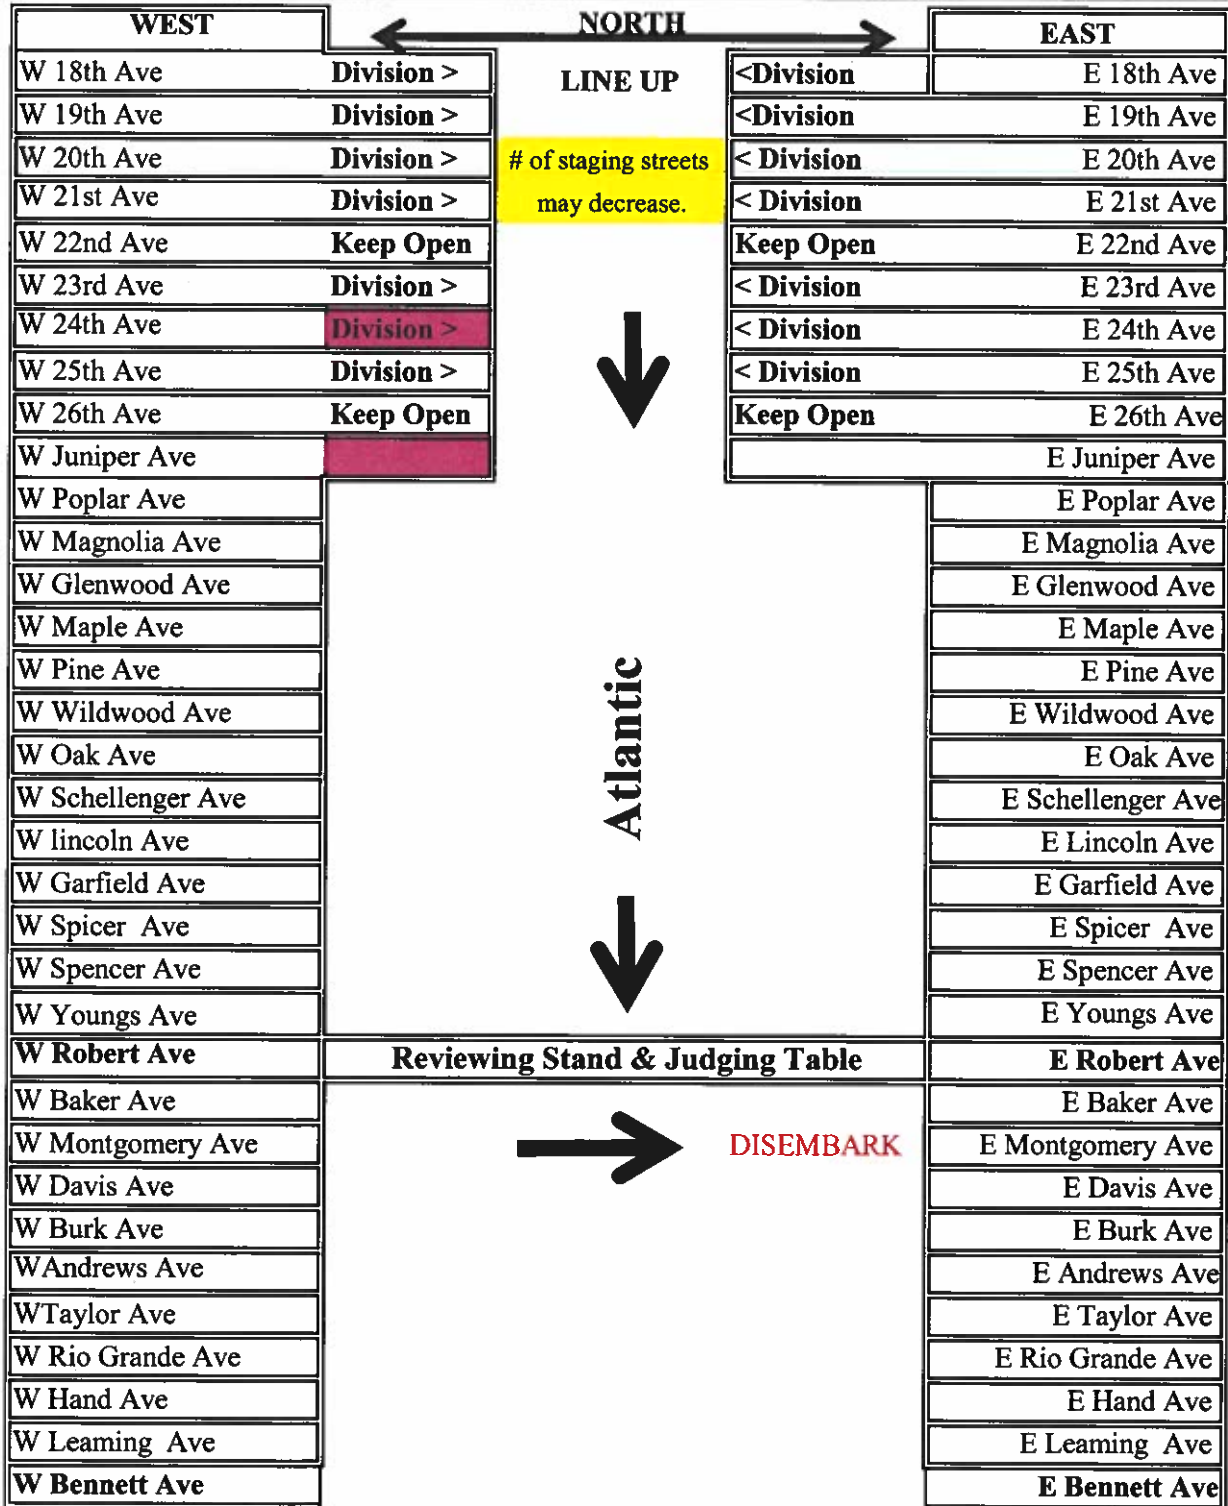 WEST NORTH EAST
W 18th Ave Division > LINE UP <Division E 18th Ave
W 19th Ave Division > <Division E 19th Ave
W 20th Ave Division > # of staging streets < Division E 20th Ave
W 21st Ave Division > may decrease. < Division E 21st Ave
W 22nd Ave Keep Open Keep Open E 22nd Ave
W 23rd Ave Division > < Division E 23rd Ave
W 24th Ave Division > < Division E 24th Ave
W 25th Ave Division > < Division E 25th Ave
W 26th Ave Keep Open Keep Open E 26th Ave
W Juniper Ave E Juniper Ave
W Poplar Ave E Poplar Ave
W Magnolia Ave E Magnolia Ave
W Glenwood Ave E Glenwood Ave
W Maple Ave E Maple Ave
W Pine Ave E Pine Ave
W Wildwood Ave E Wildwood Ave
W Oak Ave E Oak Ave
Atlantic
W Schellenger Ave E Schellenger Ave
W lincoln Ave E Lincoln Ave
W Garfield Ave E Garfield Ave
W Spicer Ave E Spicer Ave
W Spencer Ave E Spencer Ave
W Youngs Ave E Youngs Ave
W Robert Ave Reviewing Stand & Judging Table E Robert Ave
W Baker Ave E Baker Ave
W Montgomery Ave DISEMBARK E Montgomery Ave
W Davis Ave E Davis Ave
W Burk Ave E Burk Ave
WAndrews Ave E Andrews Ave
WTaylor Ave E Taylor Ave
W Rio Grande Ave E Rio Grande Ave
W Hand Ave E Hand Ave
W Leaming Ave E Leaming Ave
W Bennett Ave E Bennett Ave